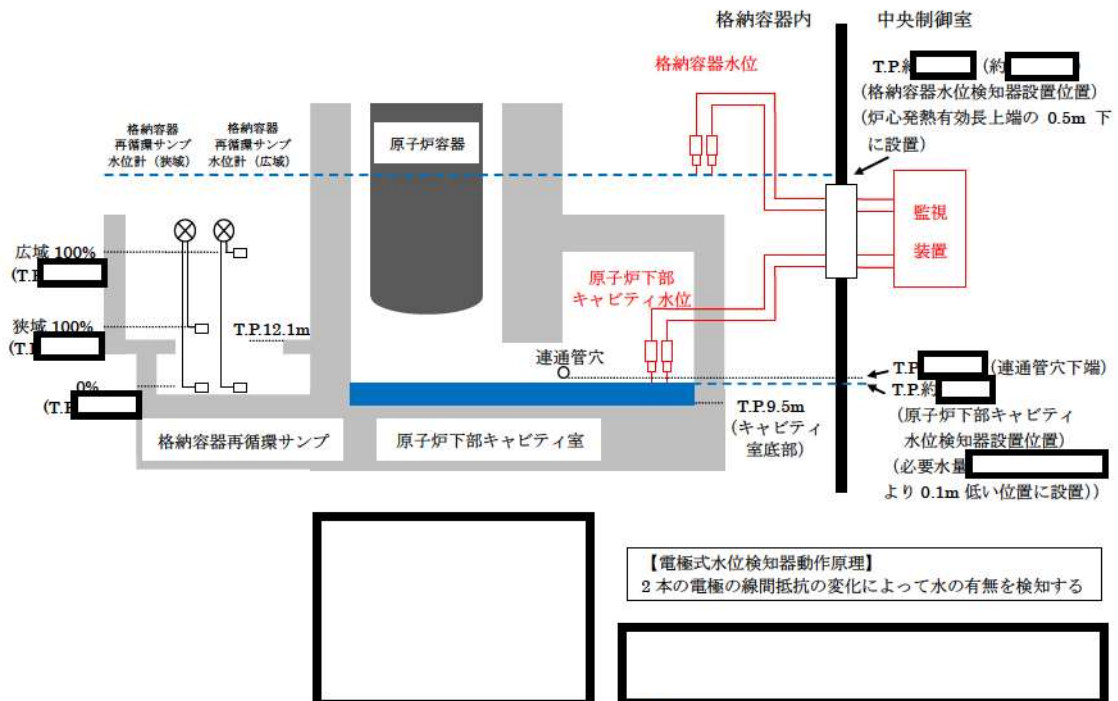 格納容器内
中央制御室
格納容器水位
T.P.約
(約
(格納容器水位検知器設置位置)
(炉心発熱有効長上端の 0.5m 下
に設置)
格納容器
再循環サンプ
水位計(狭域)
格納容器
再循環サンプ
水位計(広域)
原子炉容器
監視
装置
広域 100%
(T.P
原子炉下部
キャビティ水位
狭域 100%
(T.P
T.P.12.1m
連通管穴
0%
(T.P
T.P
(連通管穴下端)
T.P.約
(原子炉下部キャビティ
水位検知器設置位置)
(必要水量
より 0.1m 低い位置に設置))
T.P.9.5m
(キャビティ
室底部)
格納容器再循環サンプ
原子炉下部キャビティ室
【電極式水位検知器動作原理】
2 本の電極の線間抵抗の変化によって水の有無を検知する